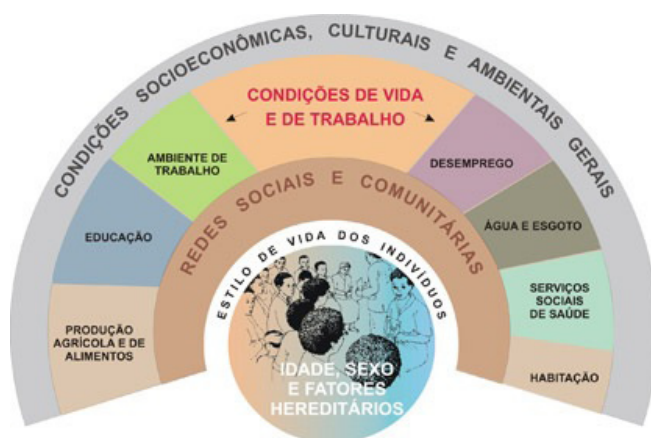 CONDIÇÕES SOCIOECONÔMICAS, CULTURAIS E AMBIENTAIS GERAIS
CONDIÇÕES DE VIDA
E DE TRABALHO
AMBIENTE DE
TRABALHO
DESEMPREGO
REDES SOCIAIS E COMUNITÁRIAS
EDUCAÇÃO
ÁGUA E ESGOTO
ESTILO DE VIDA DOS INDIVÍDUOS
SERVIÇOS
SOCIAIS
DE SAÚDE
PRODUÇÃO
AGRÍCOLA E DE
ALIMENTOS
HABITAÇÃO
IDADE, SEXO
E FATORES
HEREDITÁRIOS